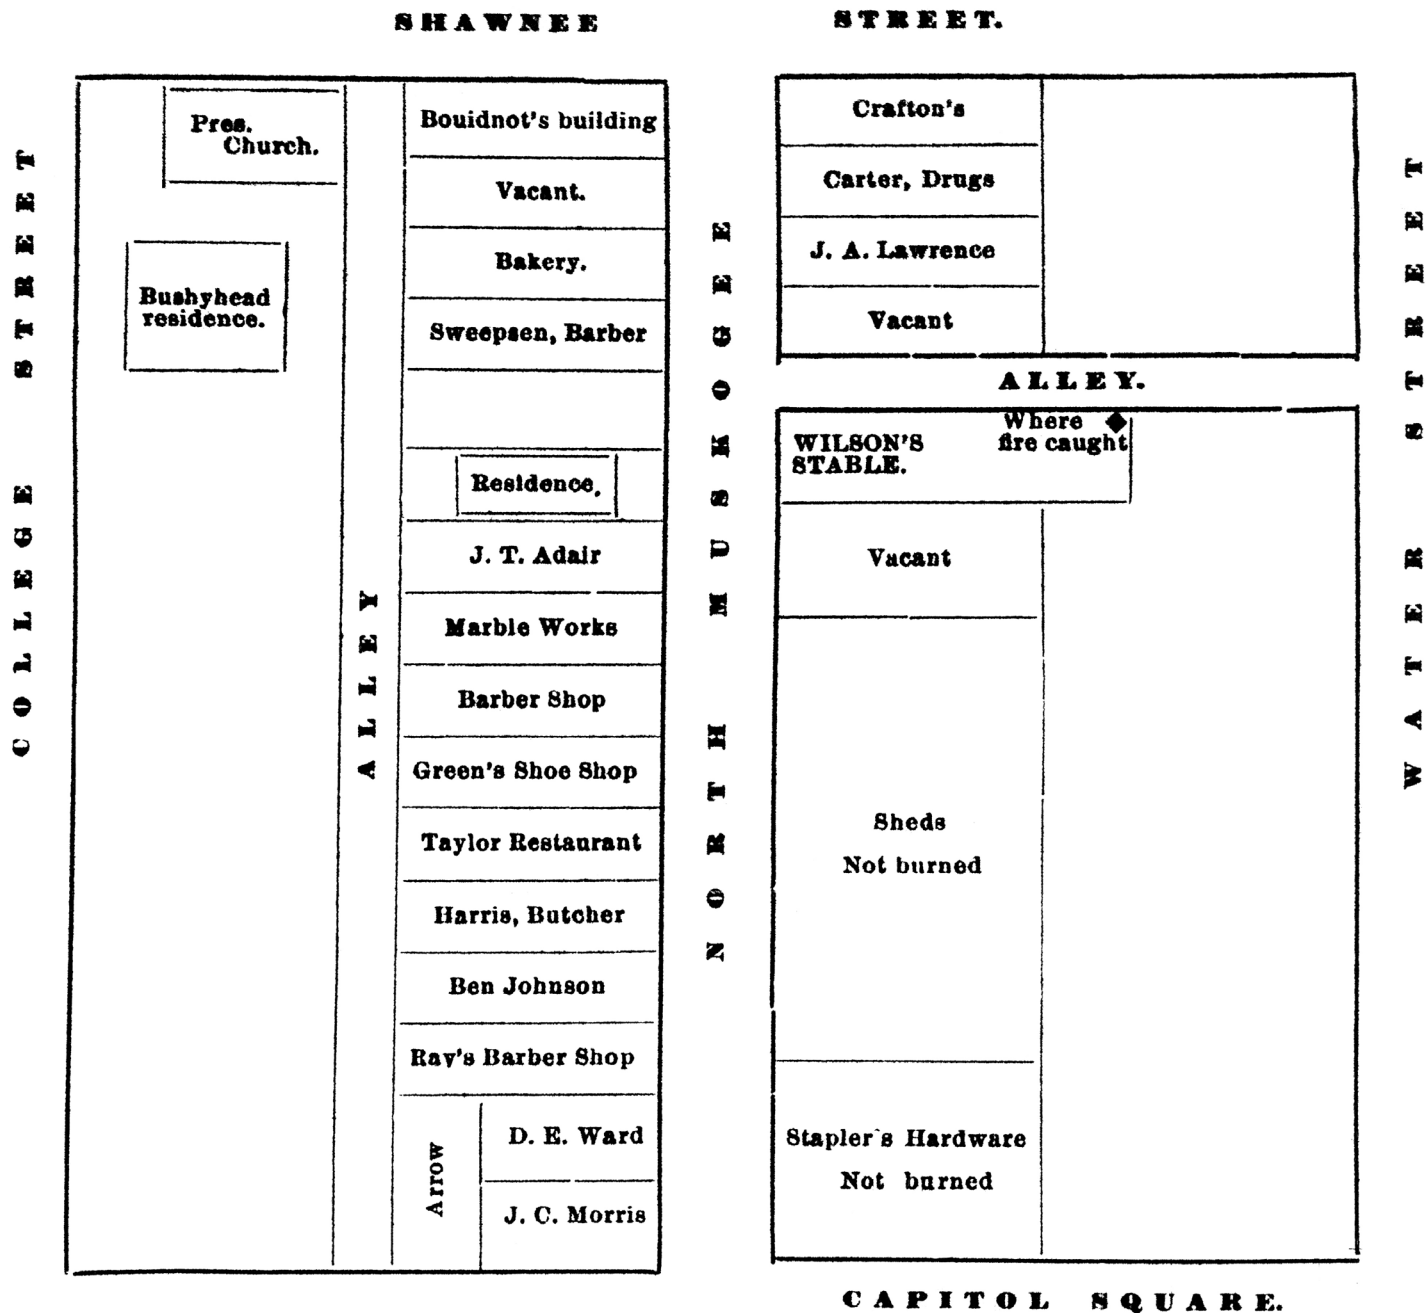 SHAWNEE STREET.
COLLEGE STREET
Pres.
Church.
Bushyhead
residence.
ALLEY
Bouidnot's building
Vacant.
Bakery.
Sweepsen, Barber
Residence,
J. T. Adair
Marble Works
Barber Shop
Green's Shoe Shop
Taylor Restaurant
Harris, Butcher
Ben Johnson
Ray's Barber Shop
Arrow
D. E. Ward
J. C. Morris
NORTH MUSKOGEE
Crafton's
Carter, Drugs
J. A. Lawrence
Vacant
ALLEY.
WILSON'S
STABLE.
Where
fire caught
Vacant
Sheds
Not burned
Stapler's Hardware
Not burned
WATER STREET
CAPITOL SQUARE.